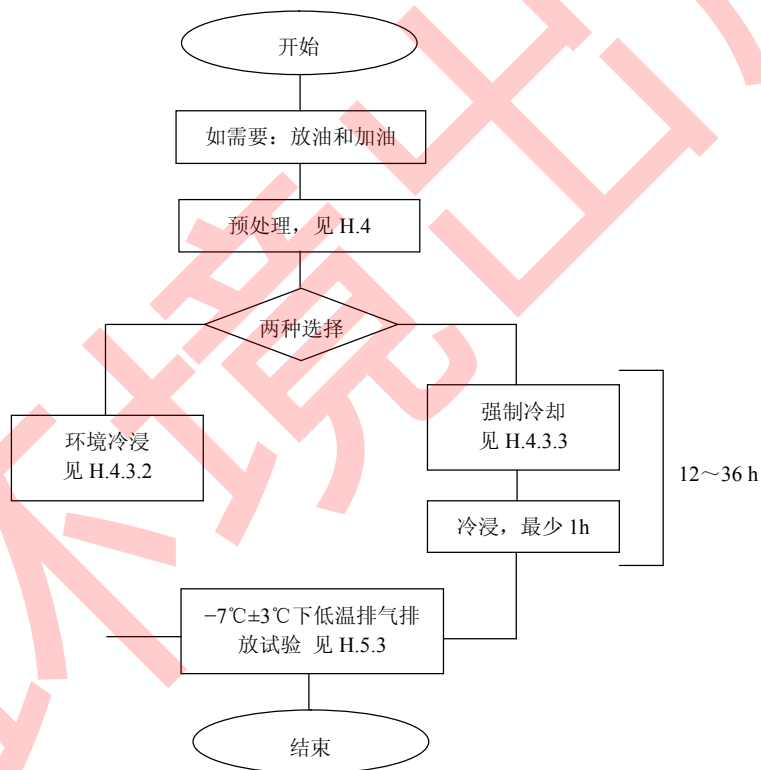 开始
如需要：放油和加油
预处理，见 H.4
两种选择
环境冷浸
见 H.4.3.2
强制冷却
见 H.4.3.3
12～36 h
冷浸，最少 1h
−7℃±3℃下低温排气排
放试验 见 H.5.3
结束
环境出